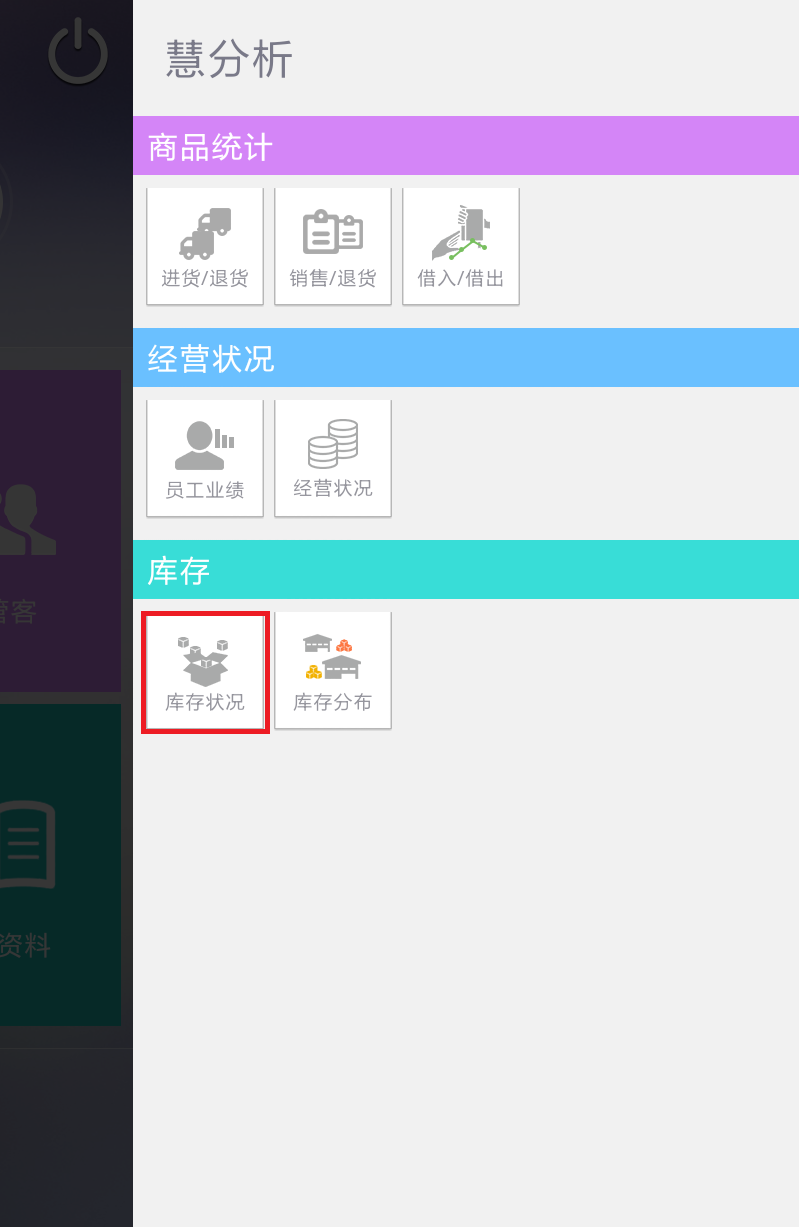 慧分析
商品统计
进货/退货
销售/退货
借入/借出
经营状况
员工业绩
经营状况
库存
库存状况
库存分布
管客
资料